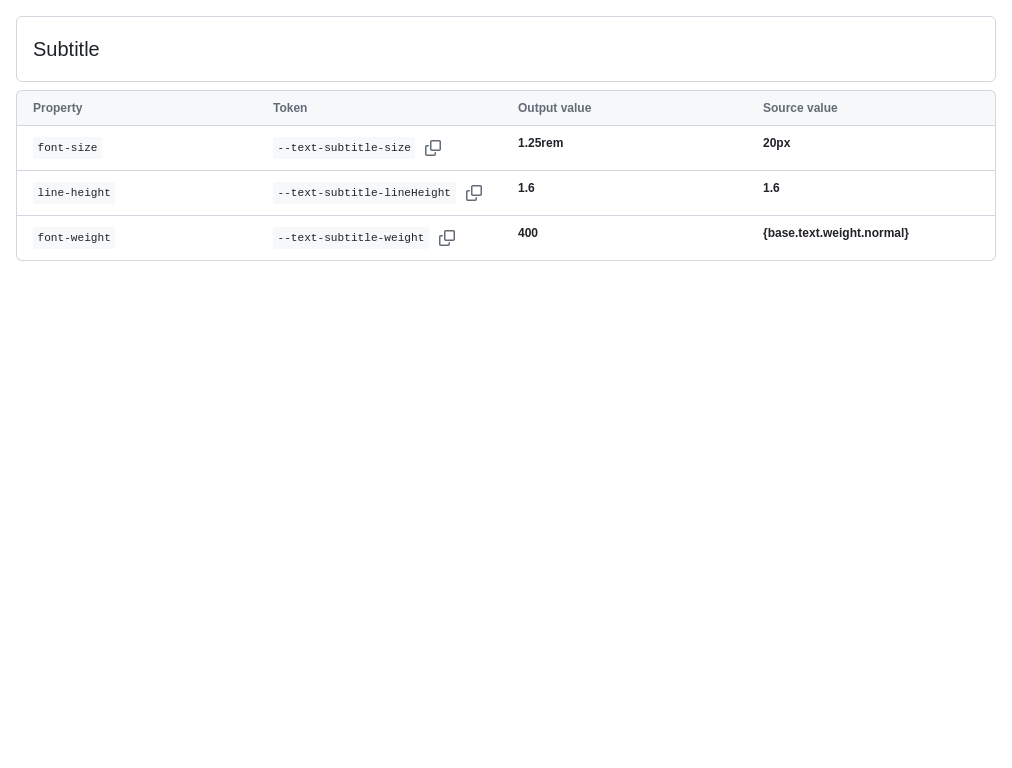 Subtitle
Property Token Output value Source value
font-size --text-subtitle-size 1.25rem 20px
line-height --text-subtitle-lineHeight 1.6 1.6
font-weight --text-subtitle-weight 400 {base.text.weight.normal}